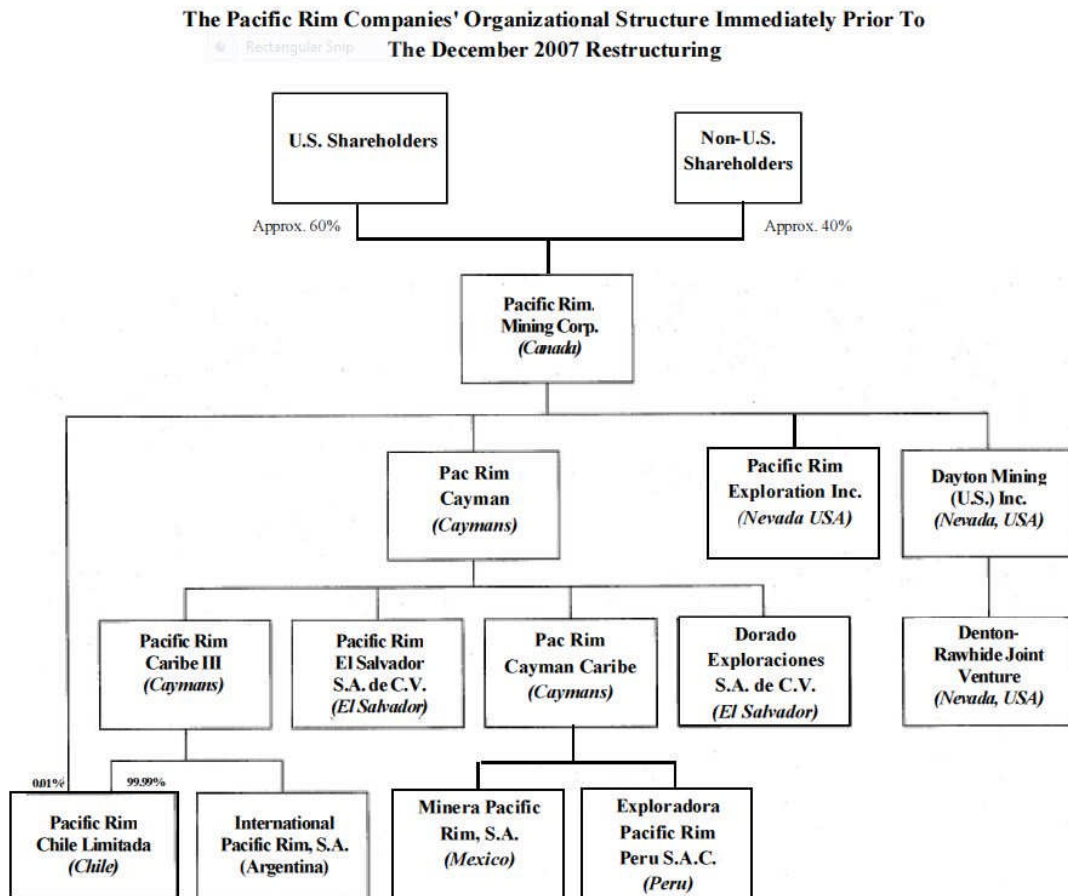 The Pacific Rim Companies' Organizational Structure Immediately Prior To
Rectangular Snip
The December 2007 Restructuring
U.S. Shareholders
Non-U.S.
Shareholders
Approx. 60%
Approx. 40%
Pacific Rim.
Mining Corp.
(Canada)
Pac Rim
Cayman
(Caymans)
Pacific Rim
Exploration Inc.
(Nevada USA)
Dayton Mining
(U.S.) Inc.
(Nevada, USA)
Pacific Rim
Caribe III
(Caymans)
Pacific Rim
El Salvador
S.A. de C.V.
(El Salvador)
Pac Rim
Cayman Caribe
(Caymans)
Dorado
Exploraciones
S.A. de C.V.
(El Salvador)
Denton-
Rawhide Joint
Venture
(Nevada, USA)
0.01%
99.99%
Pacific Rim
Chile Limitada
(Chile)
International
Pacific Rim, S.A.
(Argentina)
Minera Pacific
Rim, S.A.
(Mexico)
Exploradora
Pacific Rim
Peru S.A.C.
(Peru)